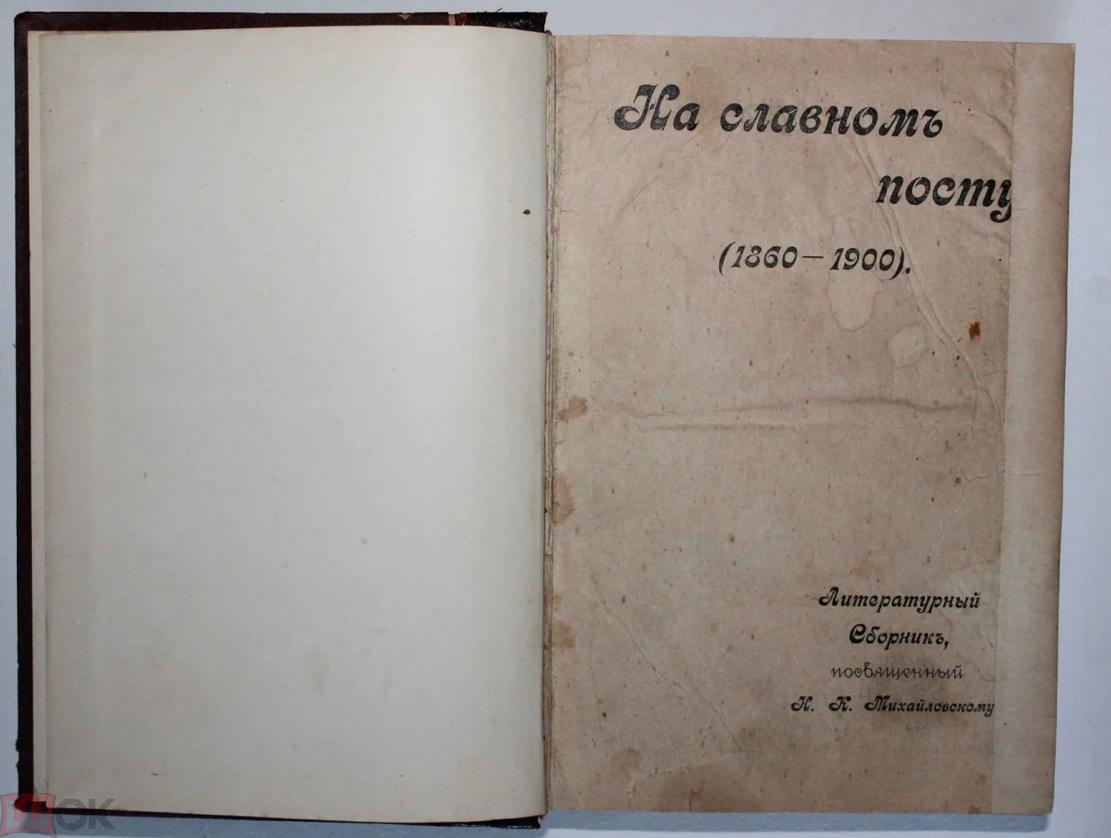 На славномъ
посту
(1860—1900).
Литературный
Сборникъ,
посвященный
Н. К. Михайловскому